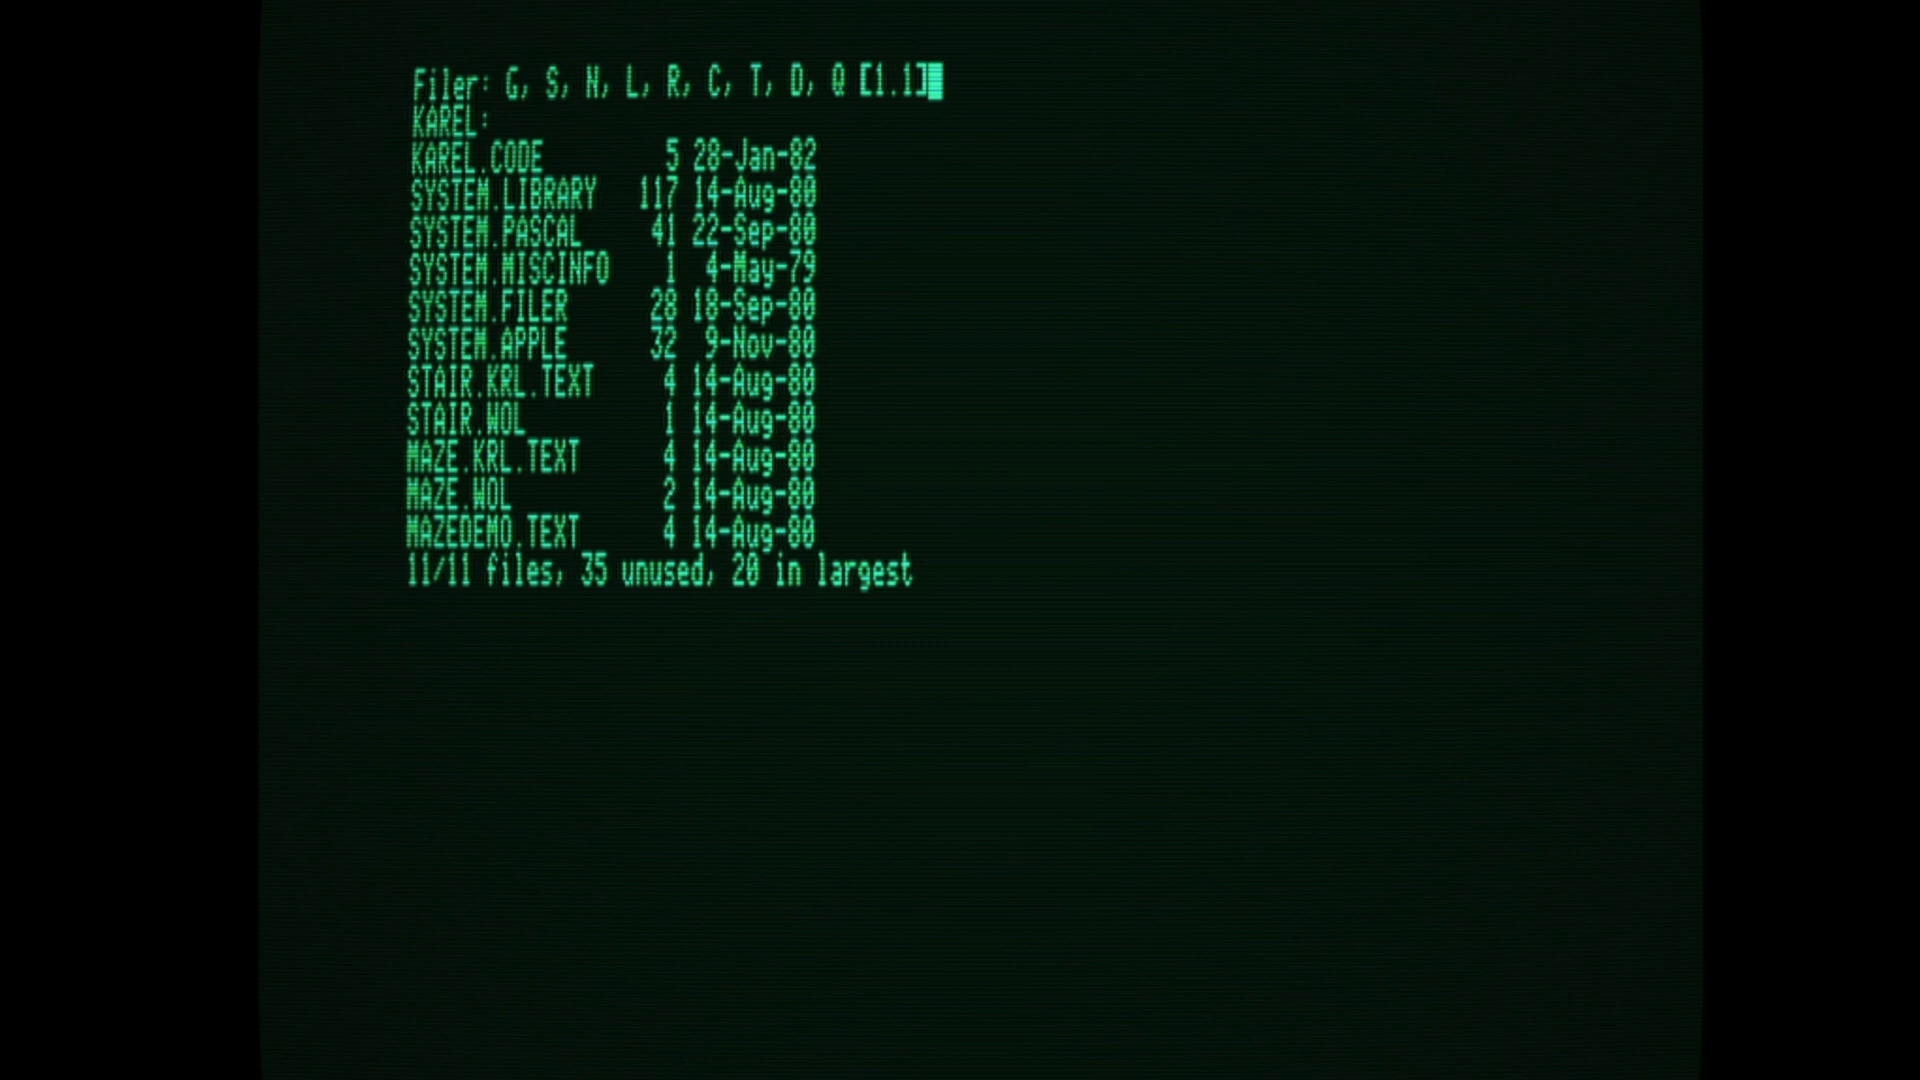 Filer: G, S, N, L, R, C, T, D, Q [1.1]
KAREL:
KAREL.CODE 5 28-Jan-82
SYSTEM.LIBRARY 117 14-Aug-80
SYSTEM.PASCAL 41 22-Sep-80
SYSTEM.MISCINFO 1 4-May-79
SYSTEM.FILER 28 18-Sep-80
SYSTEM.APPLE 32 9-Nov-80
STAIR.KRL.TEXT 4 14-Aug-80
STAIR.WOL 1 14-Aug-80
MAZE.KRL.TEXT 4 14-Aug-80
MAZE.WOL 2 14-Aug-80
MAZEDEMO.TEXT 4 14-Aug-80
11/11 files, 35 unused, 20 in largest